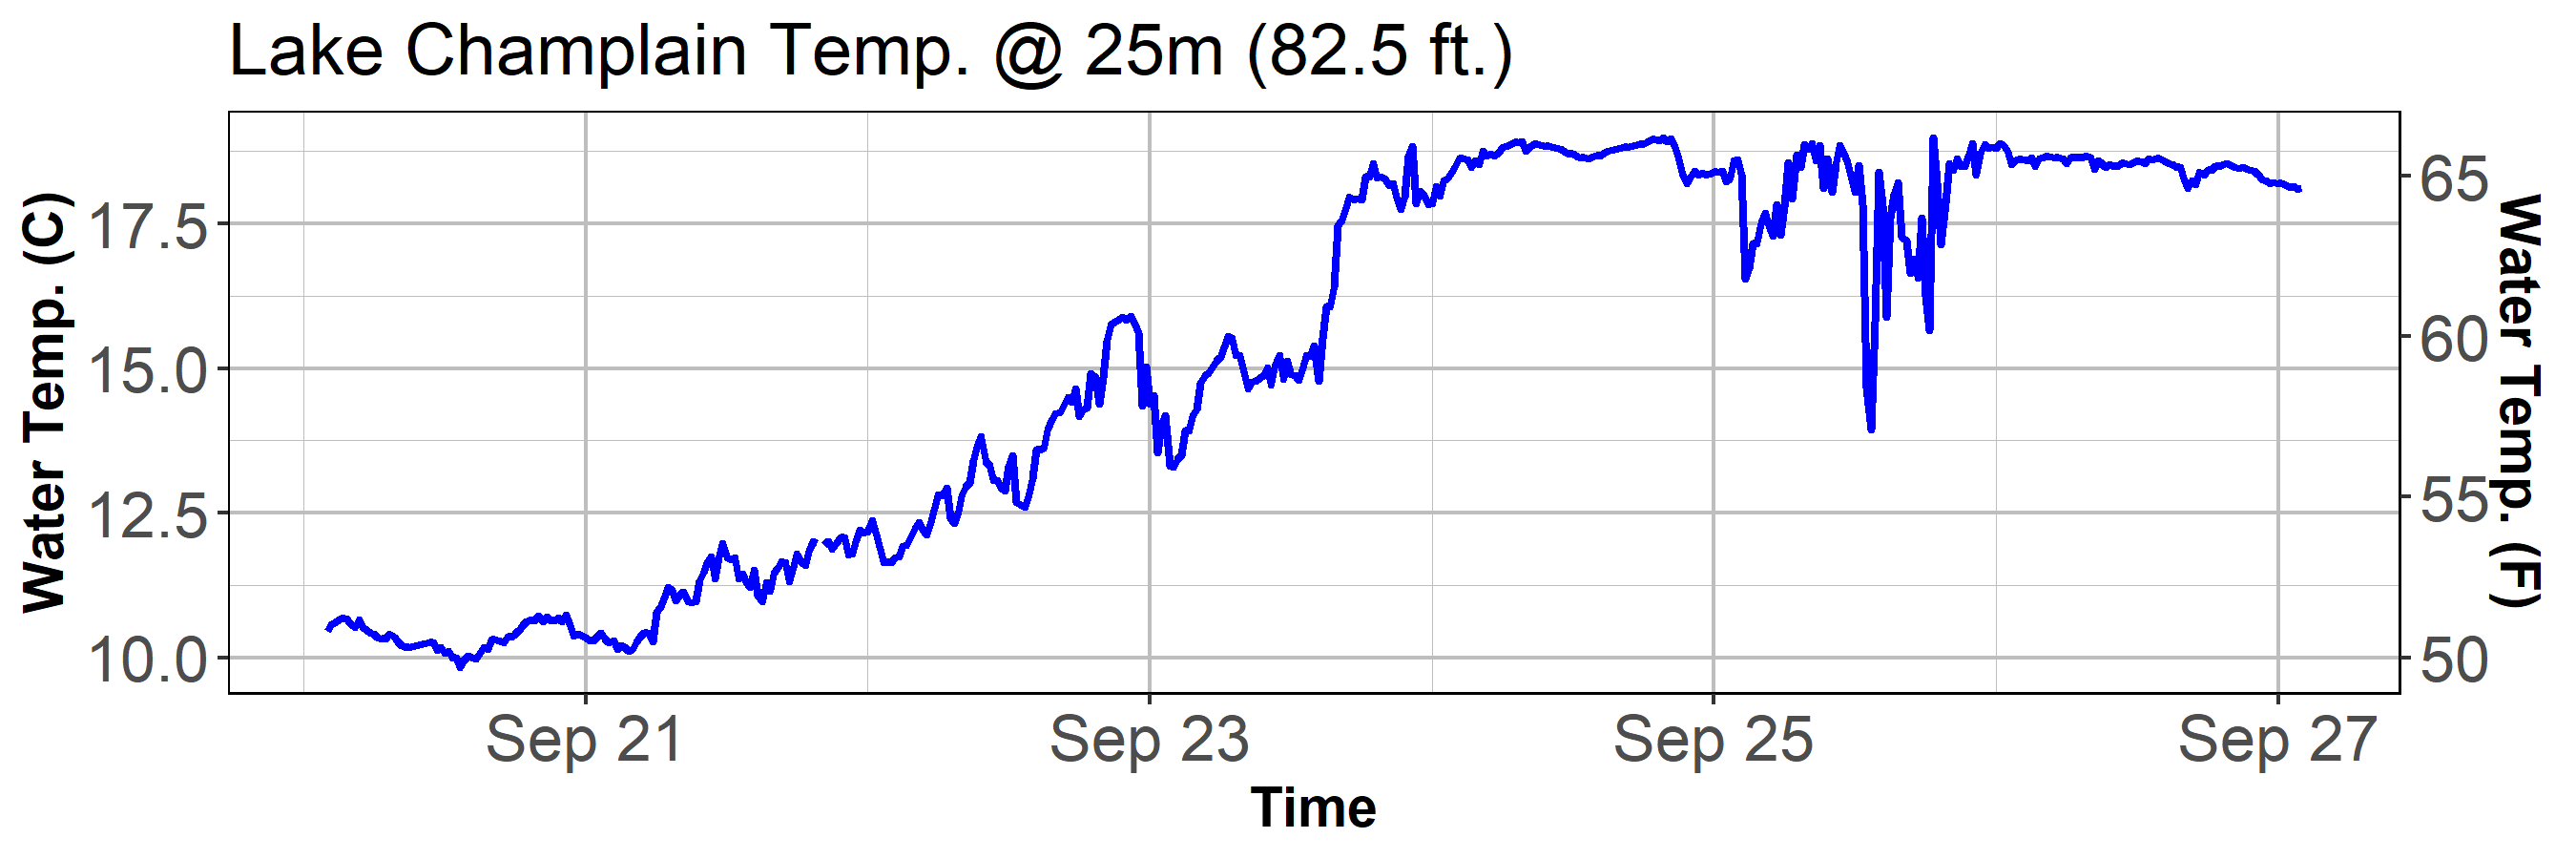 Lake Champlain Temp. @ 25m (82.5 ft.)
Water Temp. (C)
17.5
15.0
12.5
10.0
65
60
55
50
Water Temp. (F)
Sep 21
Sep 23
Sep 25
Sep 27
Time